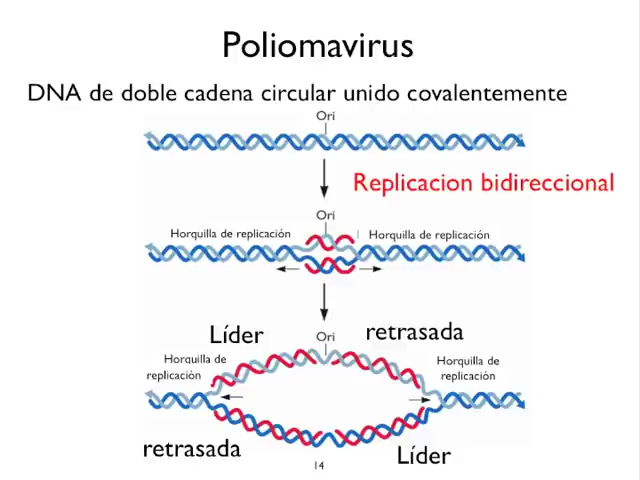 Poliomavirus
DNA de doble cadena circular unido covalentemente
Ori
Replicacion bidireccional
Ori
Horquilla de replicación
Horquilla de replicación
Líder
Ori
retrasada
Horquilla de
replicación
Horquilla de
replicación
retrasada
Líder
14